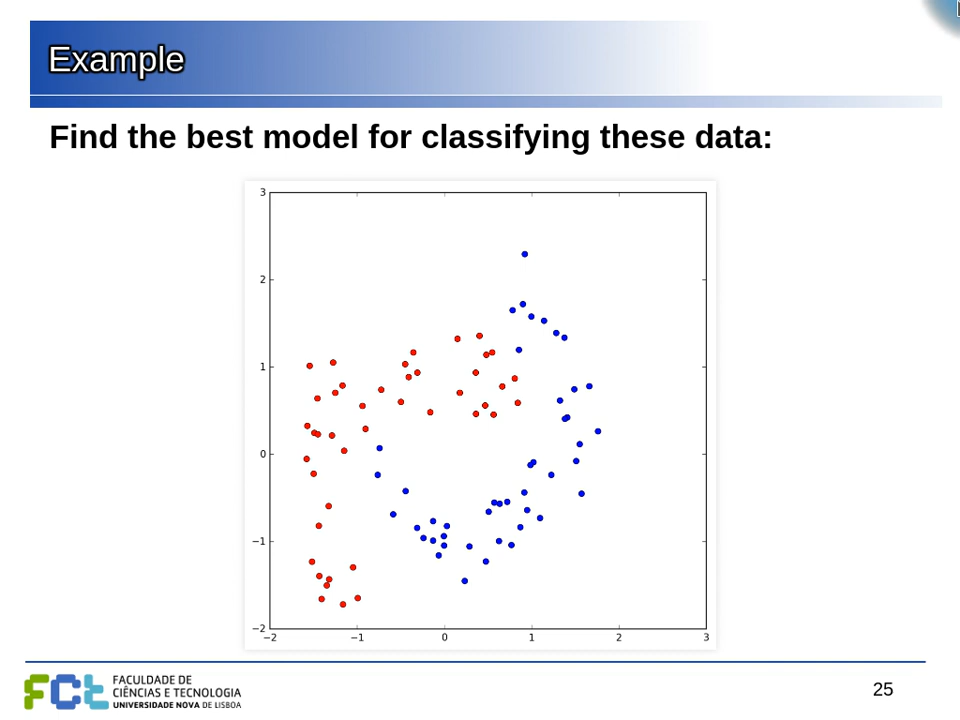 Example
Find the best model for classifying these data:
3
2
1
0
−1
−2
−2 −1 0 1 2 3
FCt FACULDADE DE
CIÊNCIAS E TECNOLOGIA
UNIVERSIDADE NOVA DE LISBOA
25